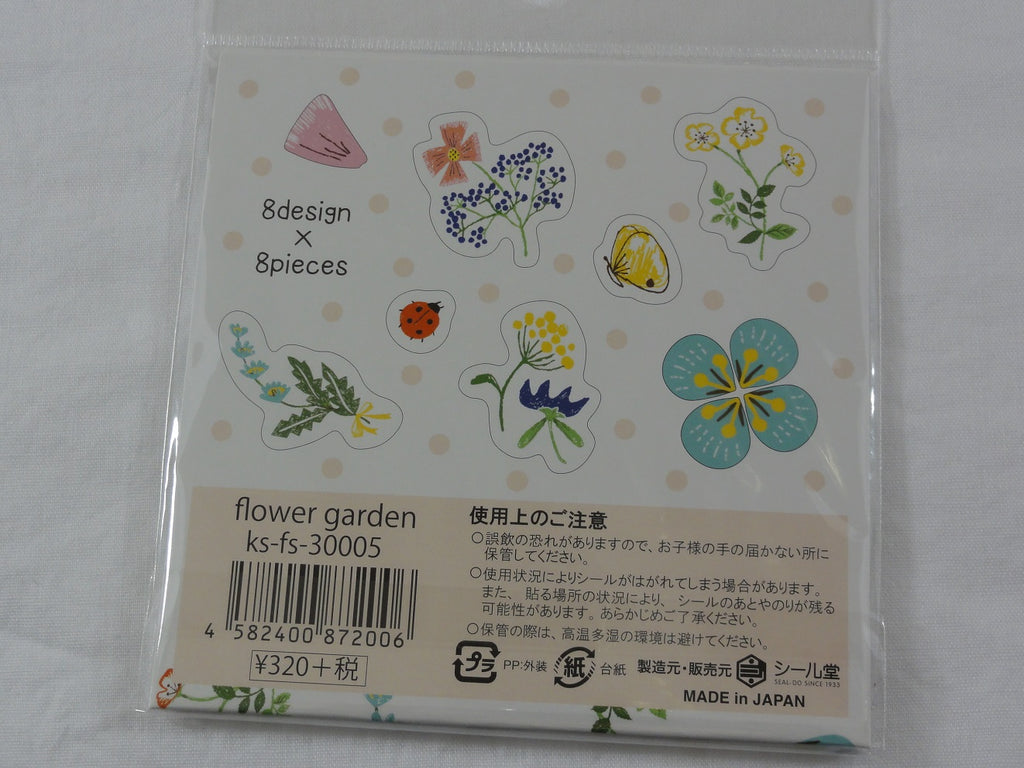 8design
×
8pieces
flower garden
ks-fs-30005
4 582400 872006
¥320+税
使用上のご注意
○誤飲の恐れがありますので、お子様の手の届かない所に
保管してください。
○使用状況によりシールがはがれてしまう場合があります。
また、貼る場所の状況により、シールのあとやのりが残る
可能性があります。あらかじめご了承ください。
○保管の際は、高温多湿の環境は避けてください。
プラ PP:外装 紙 台紙 製造元・販売元 シール堂
SEAL-DO SINCE 1933
MADE in JAPAN